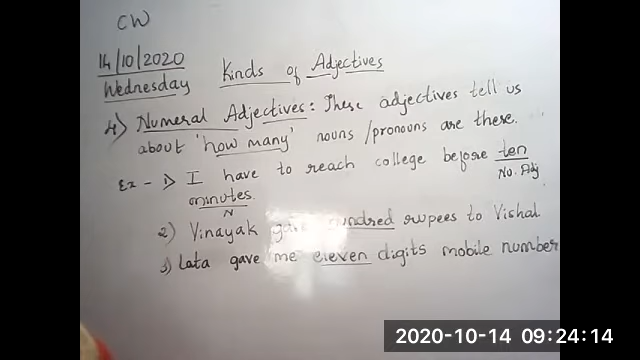 CW
14/10/2020
Wednesday Kinds of Adjectives
4) Numeral Adjectives: These adjectives tell us
about 'how many' nouns/pronouns are there.
Ex - 1) I have to reach college before ten
No. Adj
minutes.
N
2) Vinayak gave hundred rupees to Vishal
3) Lata gave me eleven digits mobile number
2020-10-14 09:24:14